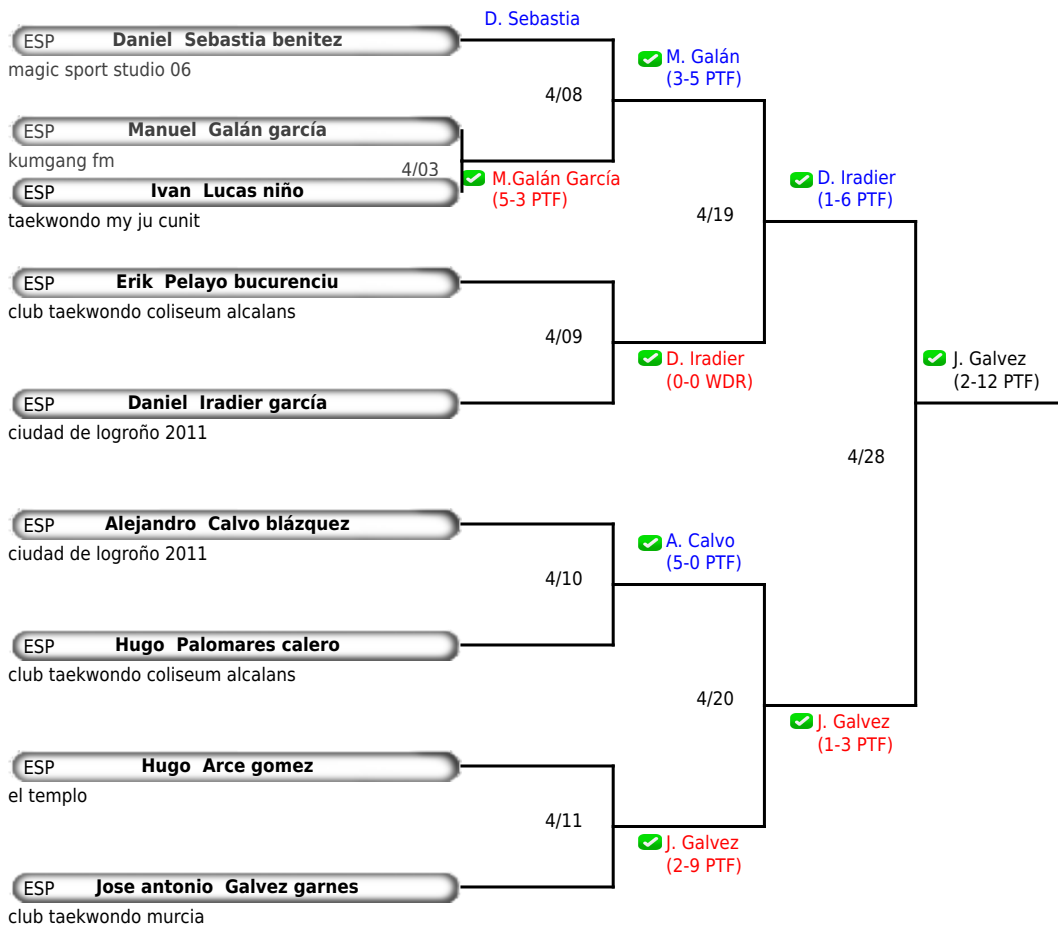 D. Sebastia
ESP Daniel Sebastia benitez
magic sport studio 06
M. Galán
(3-5 PTF)
4/08
ESP Manuel Galán garcía
kumgang fm
4/03
M.Galán García
(5-3 PTF)
ESP Ivan Lucas niño
taekwondo my ju cunit
D. Iradier
(1-6 PTF)
4/19
ESP Erik Pelayo bucurenciu
club taekwondo coliseum alcalans
4/09
D. Iradier
(0-0 WDR)
J. Galvez
(2-12 PTF)
ESP Daniel Iradier garcía
ciudad de logroño 2011
4/28
ESP Alejandro Calvo blázquez
ciudad de logroño 2011
A. Calvo
(5-0 PTF)
4/10
ESP Hugo Palomares calero
club taekwondo coliseum alcalans
4/20
J. Galvez
(1-3 PTF)
ESP Hugo Arce gomez
el templo
4/11
J. Galvez
(2-9 PTF)
ESP Jose antonio Galvez garnes
club taekwondo murcia